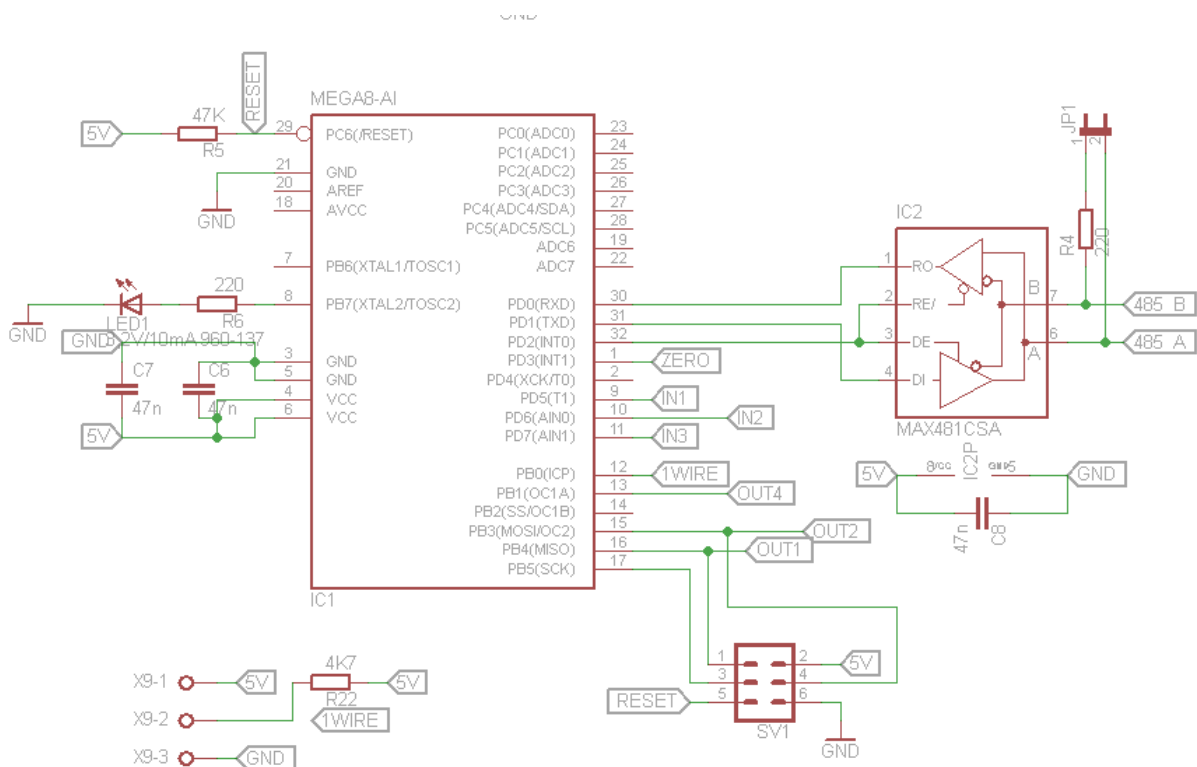 GND
RESET
MEGA8-AI
47K
5V
R5
29
PC6(/RESET)
21
GND
20
AREF
18
AVCC
GND
7
PB6(XTAL1/TOSC1)
220
8
PB7(XTAL2/TOSC2)
R6
LED1
GND
GND
2V/10mA 960-137
3
GND
5
GND
4
VCC
6
VCC
C7
47n
C6
47n
5V
PC0(ADC0)
23
PC1(ADC1)
24
PC2(ADC2)
25
PC3(ADC3)
26
PC4(ADC4/SDA)
27
PC5(ADC5/SCL)
28
ADC6
19
ADC7
22
PD0(RXD)
30
PD1(TXD)
31
PD2(INT0)
32
PD3(INT1)
1
ZERO
PD4(XCK/T0)
2
PD5(T1)
9
IN1
PD6(AIN0)
10
IN2
PD7(AIN1)
11
IN3
PB0(ICP)
12
1WIRE
PB1(OC1A)
13
OUT4
PB2(SS/OC1B)
14
PB3(MOSI/OC2)
15
OUT2
PB4(MISO)
16
OUT1
PB5(SCK)
17
IC1
JP1
1
2
R4
220
IC2
1
RO
2
RE/
3
DE
4
DI
B
7
485 B
A
6
485 A
MAX481CSA
5V
8
VCC
IC2P
GND
5
GND
47n
C8
X9-1
5V
4K7
5V
R22
X9-2
1WIRE
X9-3
GND
1
2
5V
3
4
RESET
5
6
SV1
GND